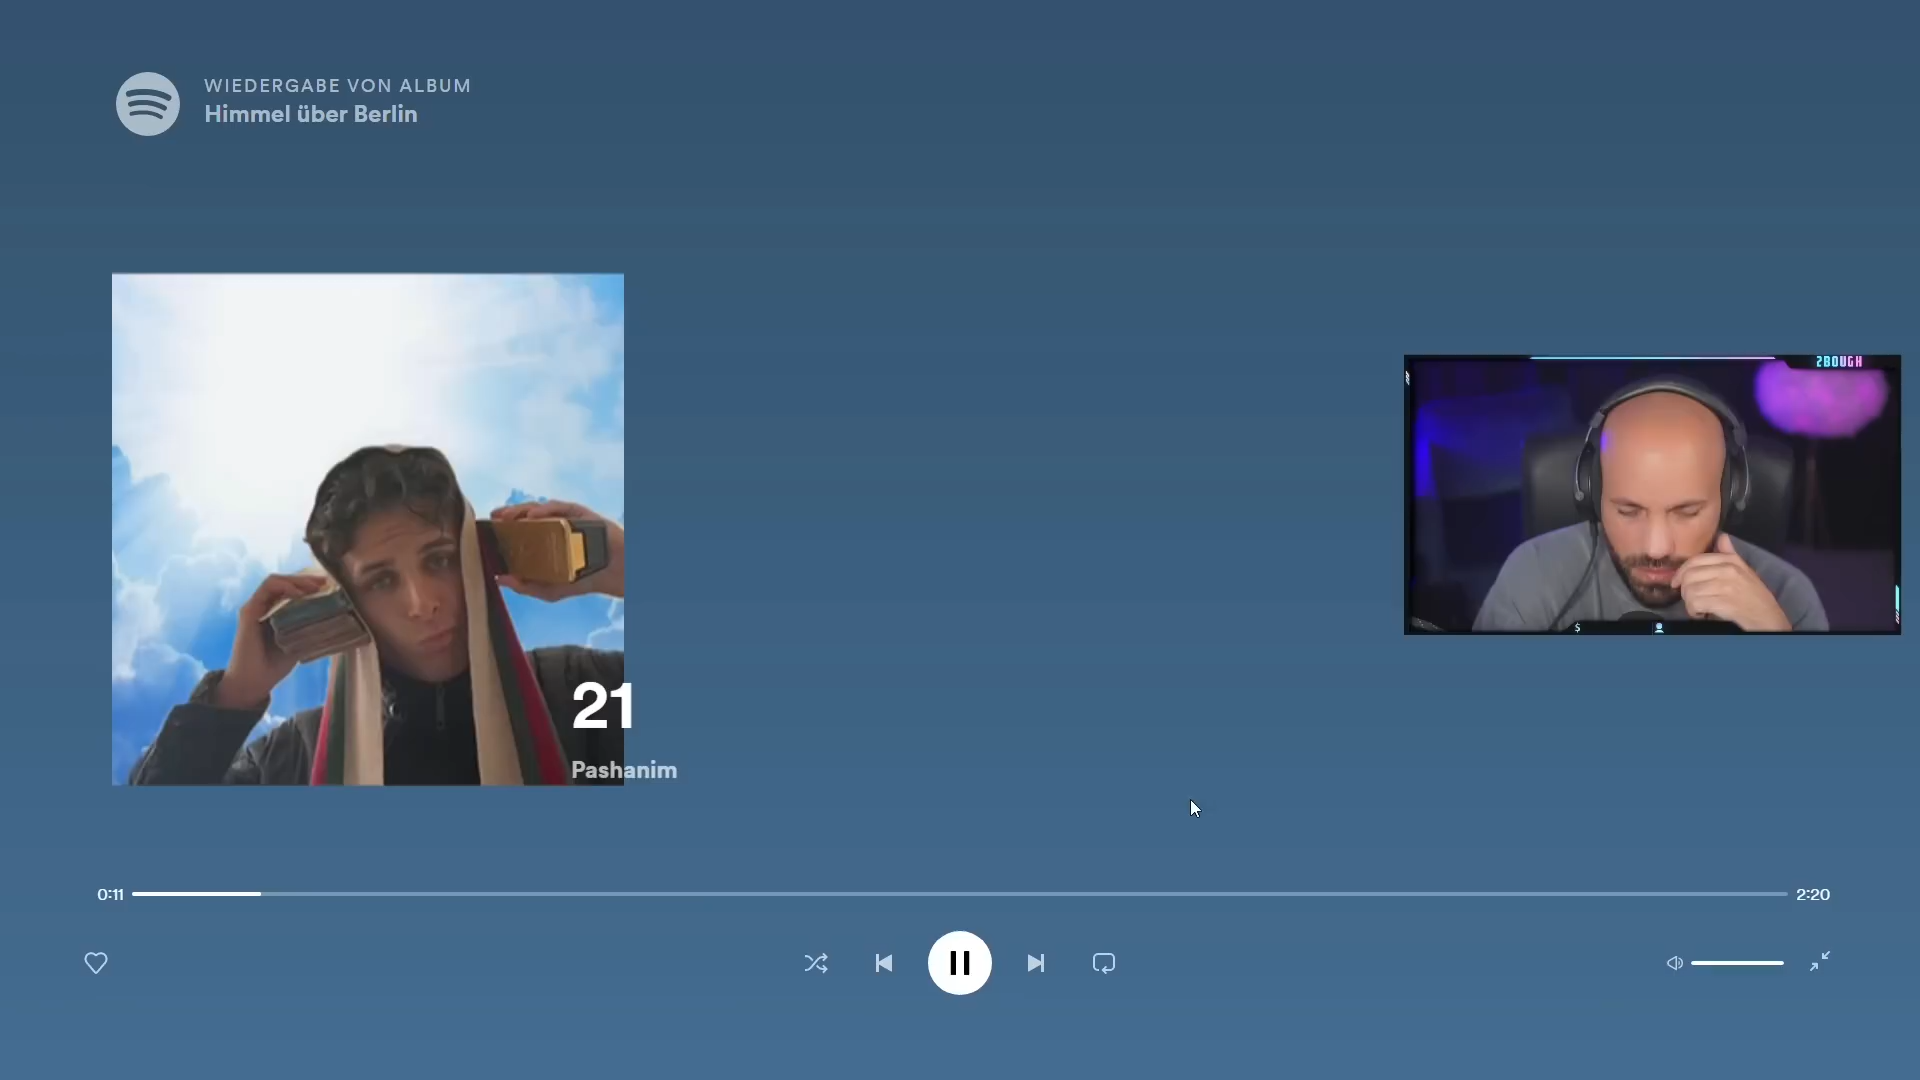 WIEDERGABE VON ALBUM
Himmel über Berlin
2BOUGH
$
21
Pashanim
0:11
2:20